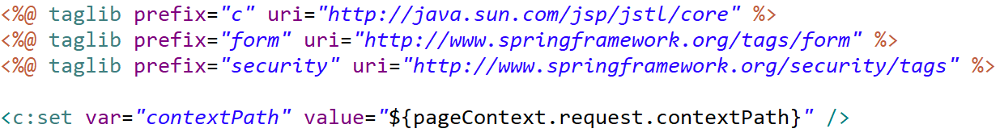 <%@ taglib prefix="c" uri="http://java.sun.com/jsp/jstl/core" %>
<%@ taglib prefix="form" uri="http://www.springframework.org/tags/form" %>
<%@ taglib prefix="security" uri="http://www.springframework.org/security/tags" %>
<c:set var="contextPath" value="${pageContext.request.contextPath}" />